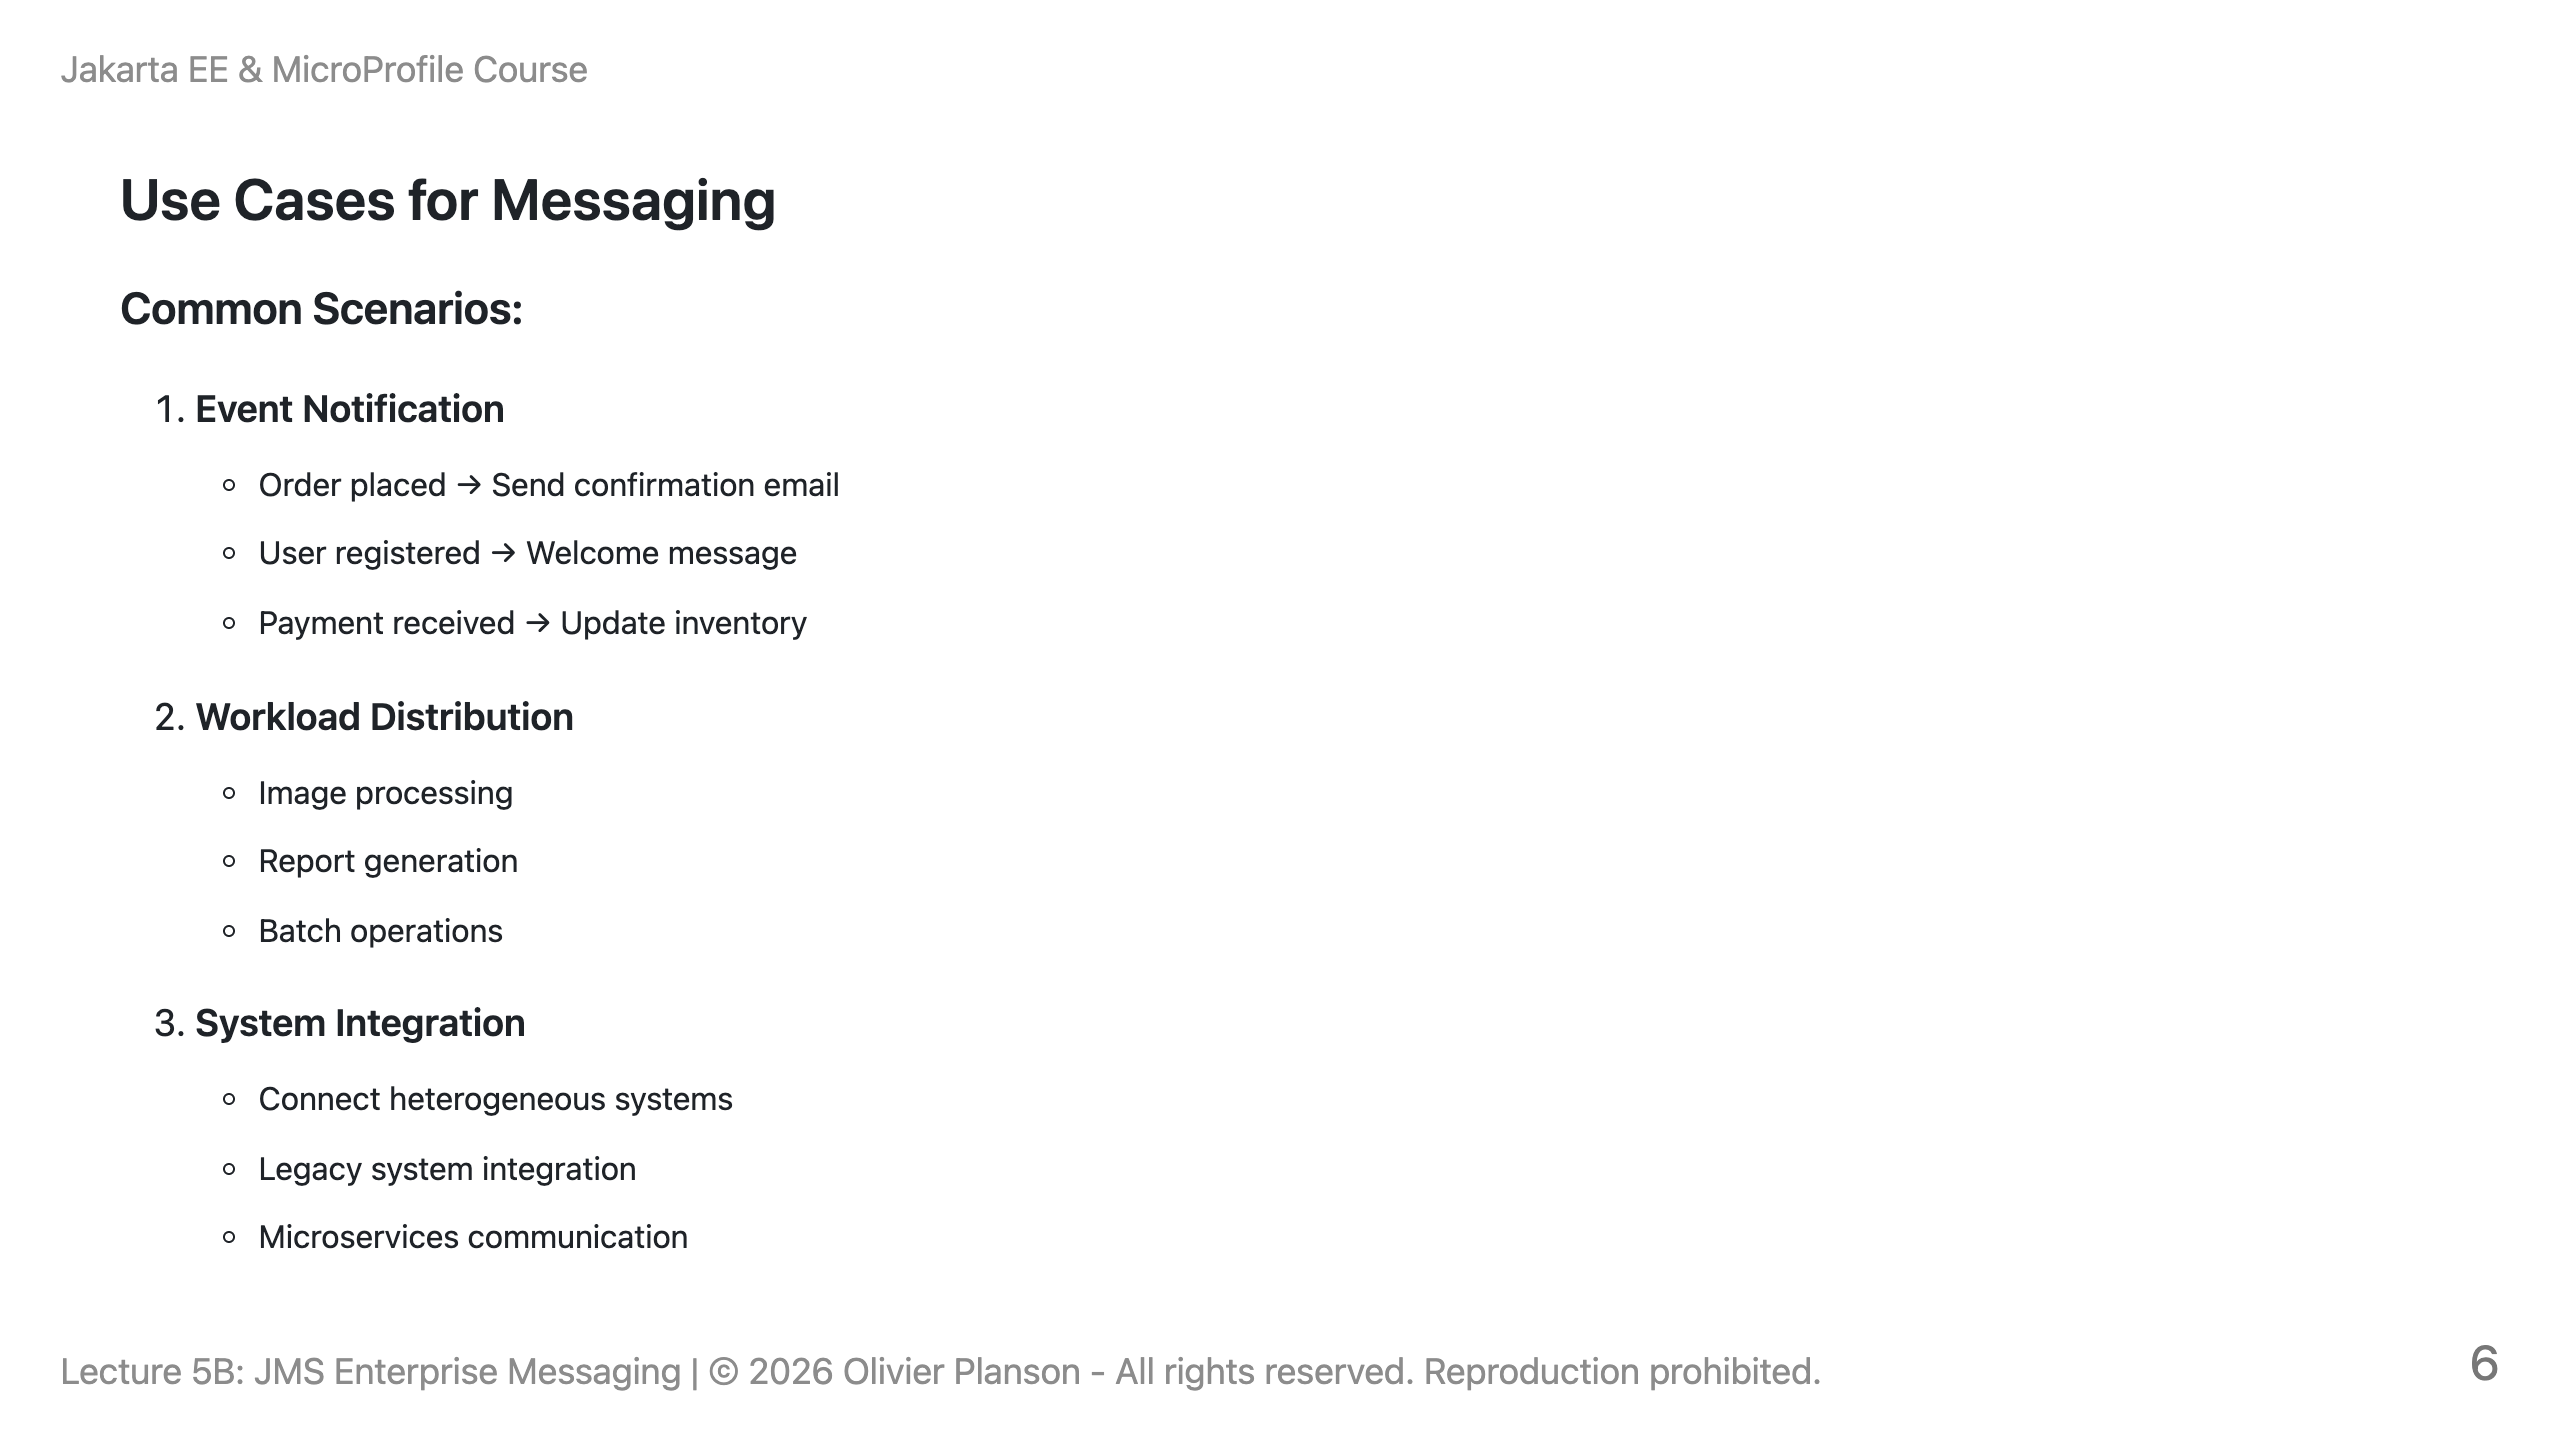 Jakarta EE & MicroProfile Course
Use Cases for Messaging
Common Scenarios:
1. Event Notification
◦ Order placed → Send confirmation email
◦ User registered → Welcome message
◦ Payment received → Update inventory
2. Workload Distribution
◦ Image processing
◦ Report generation
◦ Batch operations
3. System Integration
◦ Connect heterogeneous systems
◦ Legacy system integration
◦ Microservices communication
Lecture 5B: JMS Enterprise Messaging | © 2026 Olivier Planson - All rights reserved. Reproduction prohibited.
6